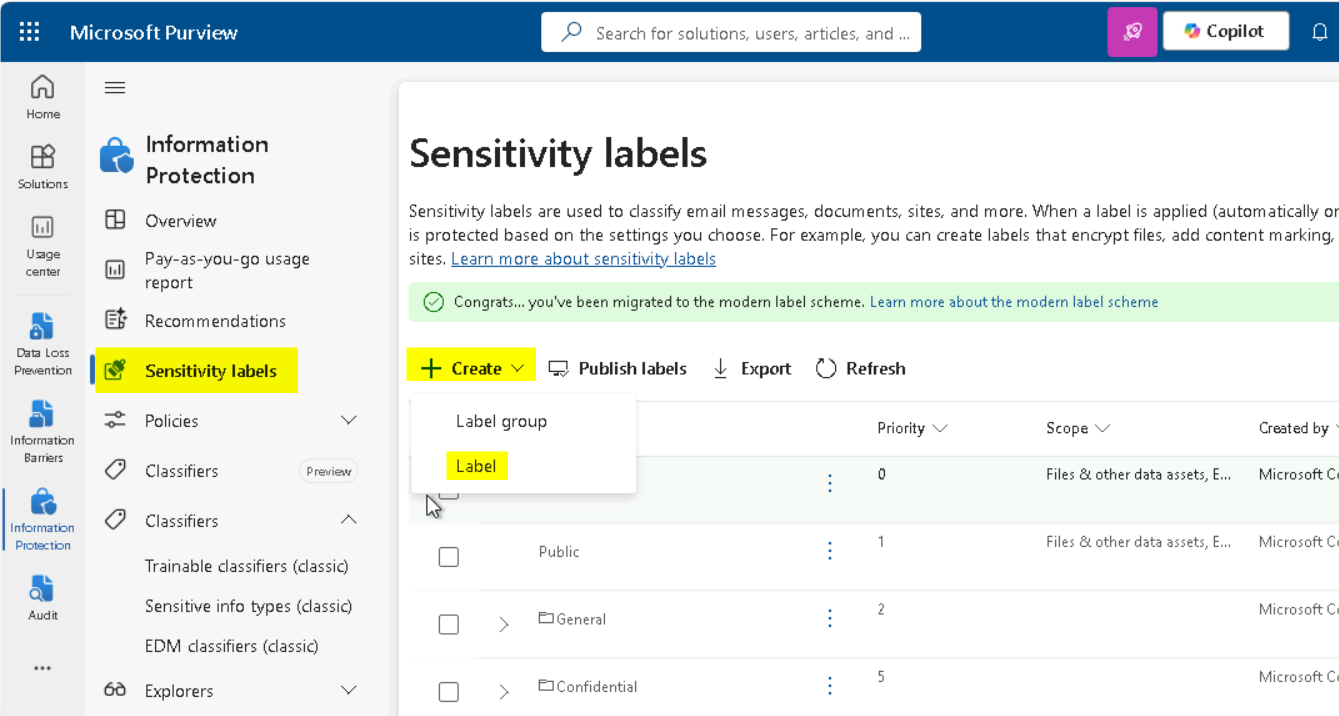 Microsoft Purview
Search for solutions, users, articles, and ...
Copilot
Home
Solutions
Usage
center
Data Loss
Prevention
Information
Barriers
Information
Protection
Audit
Information
Protection
Overview
Pay-as-you-go usage
report
Recommendations
Sensitivity labels
Policies
Classifiers
Preview
Classifiers
Trainable classifiers (classic)
Sensitive info types (classic)
EDM classifiers (classic)
Explorers
Sensitivity labels
Sensitivity labels are used to classify email messages, documents, sites, and more. When a label is applied (automatically or
is protected based on the settings you choose. For example, you can create labels that encrypt files, add content marking,
sites. Learn more about sensitivity labels
Congrats... you've been migrated to the modern label scheme. Learn more about the modern label scheme
Create
Publish labels
Export
Refresh
Label group
Label
Priority
Scope
Created by
0
Files & other data assets, E...
Microsoft Co
Public
1
Files & other data assets, E...
Microsoft Co
General
2
Microsoft Co
Confidential
5
Microsoft Co